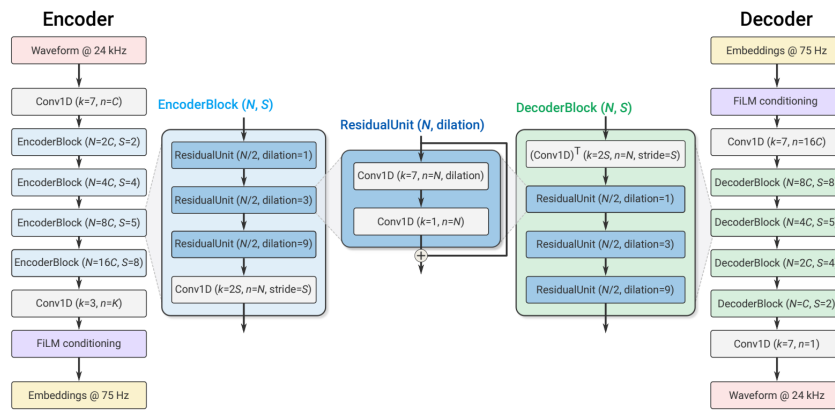 Encoder
Waveform @ 24 kHz
Conv1D (k=7, n=C)
EncoderBlock (N=2C, S=2)
EncoderBlock (N=4C, S=4)
EncoderBlock (N=8C, S=5)
EncoderBlock (N=16C, S=8)
Conv1D (k=3, n=K)
FiLM conditioning
Embeddings @ 75 Hz
EncoderBlock (N, S)
ResidualUnit (N/2, dilation=1)
ResidualUnit (N/2, dilation=3)
ResidualUnit (N/2, dilation=9)
Conv1D (k=2S, n=N, stride=S)
ResidualUnit (N, dilation)
Conv1D (k=7, n=N, dilation)
Conv1D (k=1, n=N)
+
DecoderBlock (N, S)
(Conv1D)ᵀ (k=2S, n=N, stride=S)
ResidualUnit (N/2, dilation=1)
ResidualUnit (N/2, dilation=3)
ResidualUnit (N/2, dilation=9)
Decoder
Embeddings @ 75 Hz
FiLM conditioning
Conv1D (k=7, n=16C)
DecoderBlock (N=8C, S=8)
DecoderBlock (N=4C, S=5)
DecoderBlock (N=2C, S=4)
DecoderBlock (N=C, S=2)
Conv1D (k=7, n=1)
Waveform @ 24 kHz